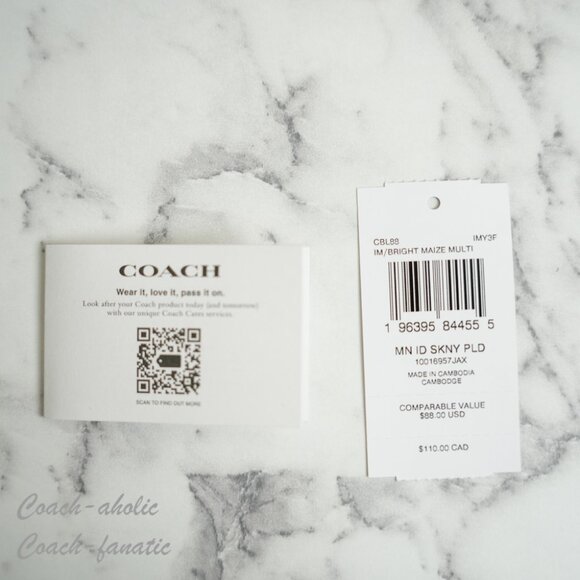 COACH
Wear it, love it, pass it on.
Look after your Coach product today (and tomorrow)
with our unique Coach Cares services.
SCAN TO FIND OUT MORE
CBL88 IMY3F
IM/BRIGHT MAIZE MULTI
1 96395 84455 5
MN ID SKNY PLD
10016957JAX
MADE IN CAMBODIA
CAMBODGE
COMPARABLE VALUE
$88.00 USD
$110.00 CAD
Coach-aholic
Coach-fanatic